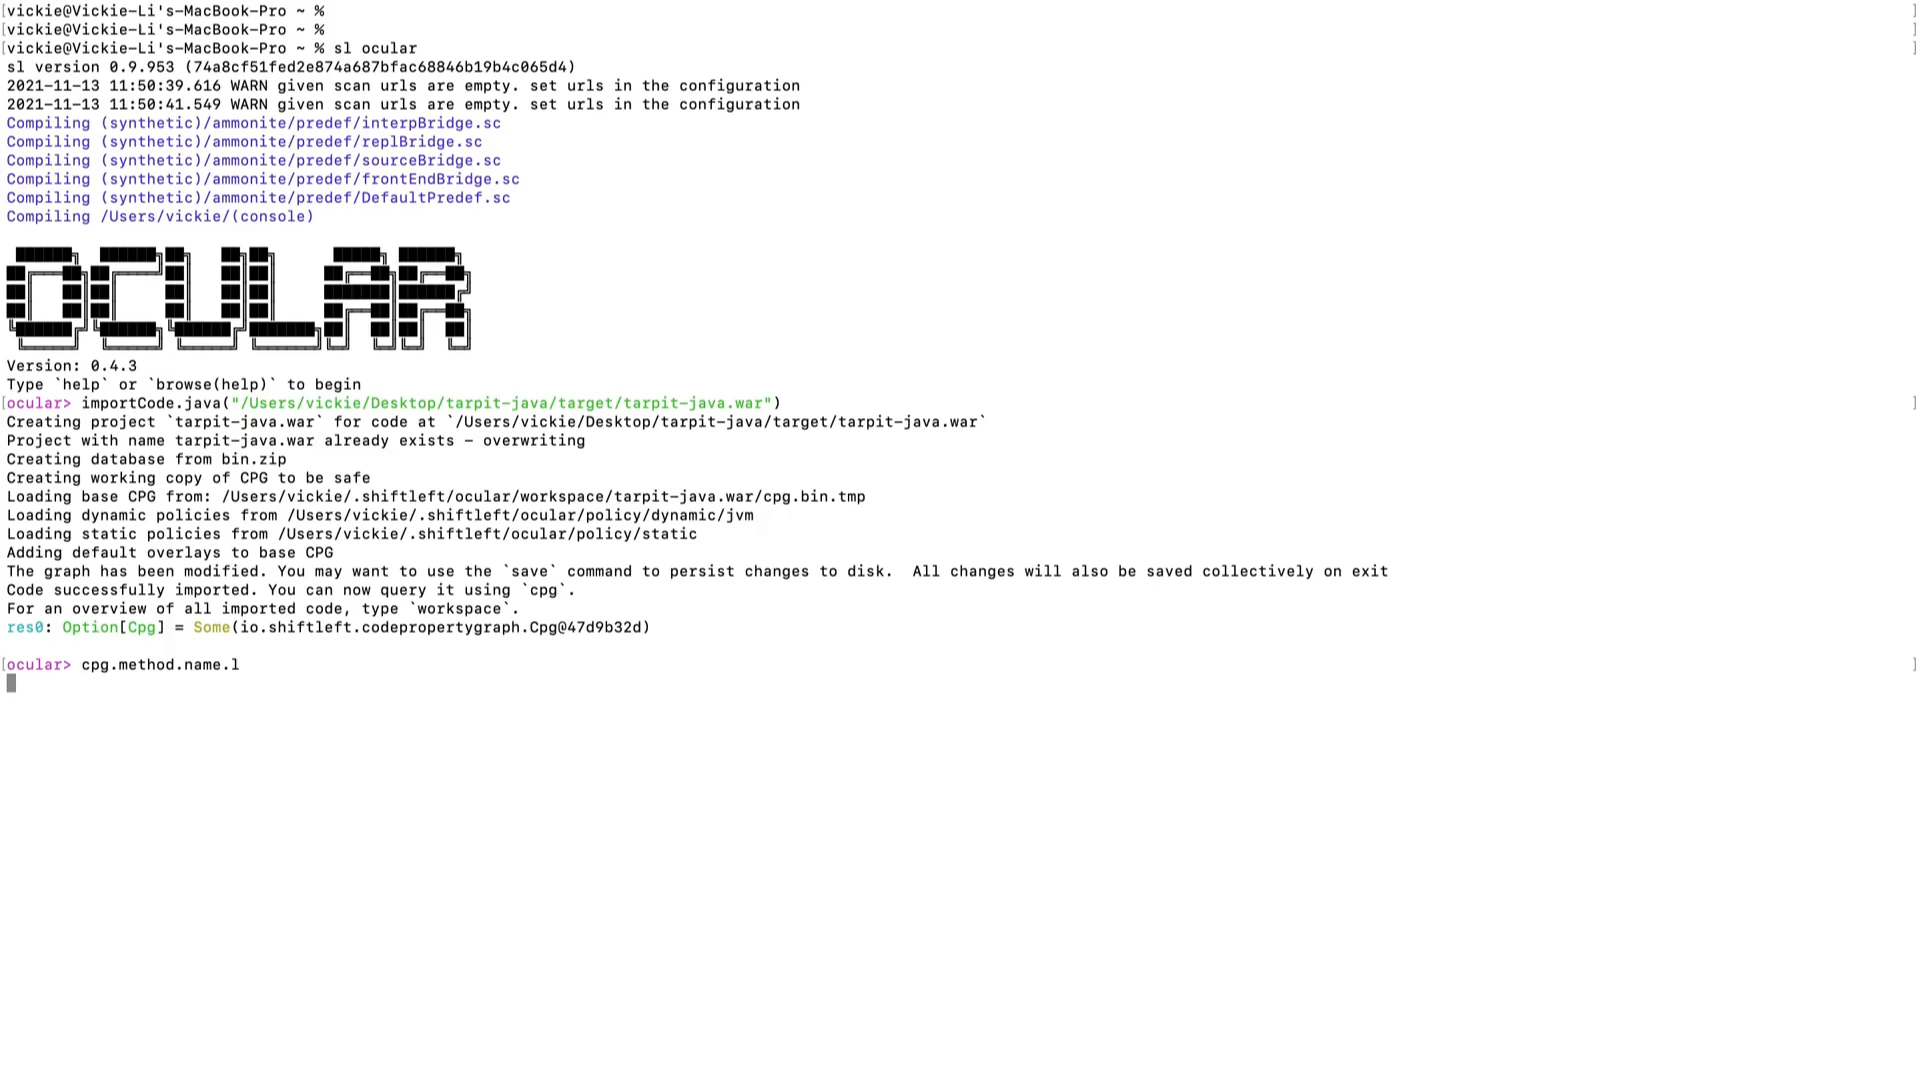 [vickie@Vickie-Li's-MacBook-Pro ~ % ]
[vickie@Vickie-Li's-MacBook-Pro ~ % ]
[vickie@Vickie-Li's-MacBook-Pro ~ % sl ocular ]
sl version 0.9.953 (74a8cf51fed2e874a687bfac68846b19b4c065d4)
2021-11-13 11:50:39.616 WARN given scan urls are empty. set urls in the configuration
2021-11-13 11:50:41.549 WARN given scan urls are empty. set urls in the configuration
Compiling (synthetic)/ammonite/predef/interpBridge.sc
Compiling (synthetic)/ammonite/predef/replBridge.sc
Compiling (synthetic)/ammonite/predef/sourceBridge.sc
Compiling (synthetic)/ammonite/predef/frontEndBridge.sc
Compiling (synthetic)/ammonite/predef/DefaultPredef.sc
Compiling /Users/vickie/(console)
OCULAR
Version: 0.4.3
Type `help` or `browse(help)` to begin
[ocular> importCode.java("/Users/vickie/Desktop/tarpit-java/target/tarpit-java.war") ]
Creating project `tarpit-java.war` for code at `/Users/vickie/Desktop/tarpit-java/target/tarpit-java.war`
Project with name tarpit-java.war already exists - overwriting
Creating database from bin.zip
Creating working copy of CPG to be safe
Loading base CPG from: /Users/vickie/.shiftleft/ocular/workspace/tarpit-java.war/cpg.bin.tmp
Loading dynamic policies from /Users/vickie/.shiftleft/ocular/policy/dynamic/jvm
Loading static policies from /Users/vickie/.shiftleft/ocular/policy/static
Adding default overlays to base CPG
The graph has been modified. You may want to use the `save` command to persist changes to disk.  All changes will also be saved collectively on exit
Code successfully imported. You can now query it using `cpg`.
For an overview of all imported code, type `workspace`.
res0: Option[Cpg] = Some(io.shiftleft.codepropertygraph.Cpg@47d9b32d)
[ocular> cpg.method.name.l ]